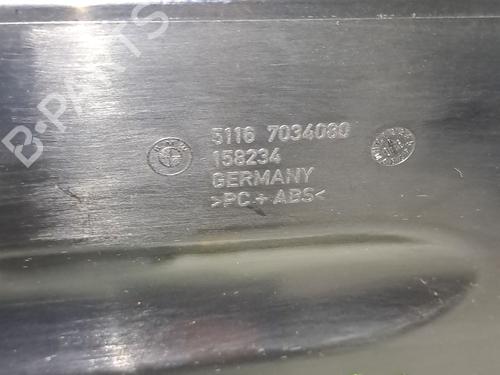 B-PARTS
5116 7034080
158234
GERMANY
>PC + ABS<